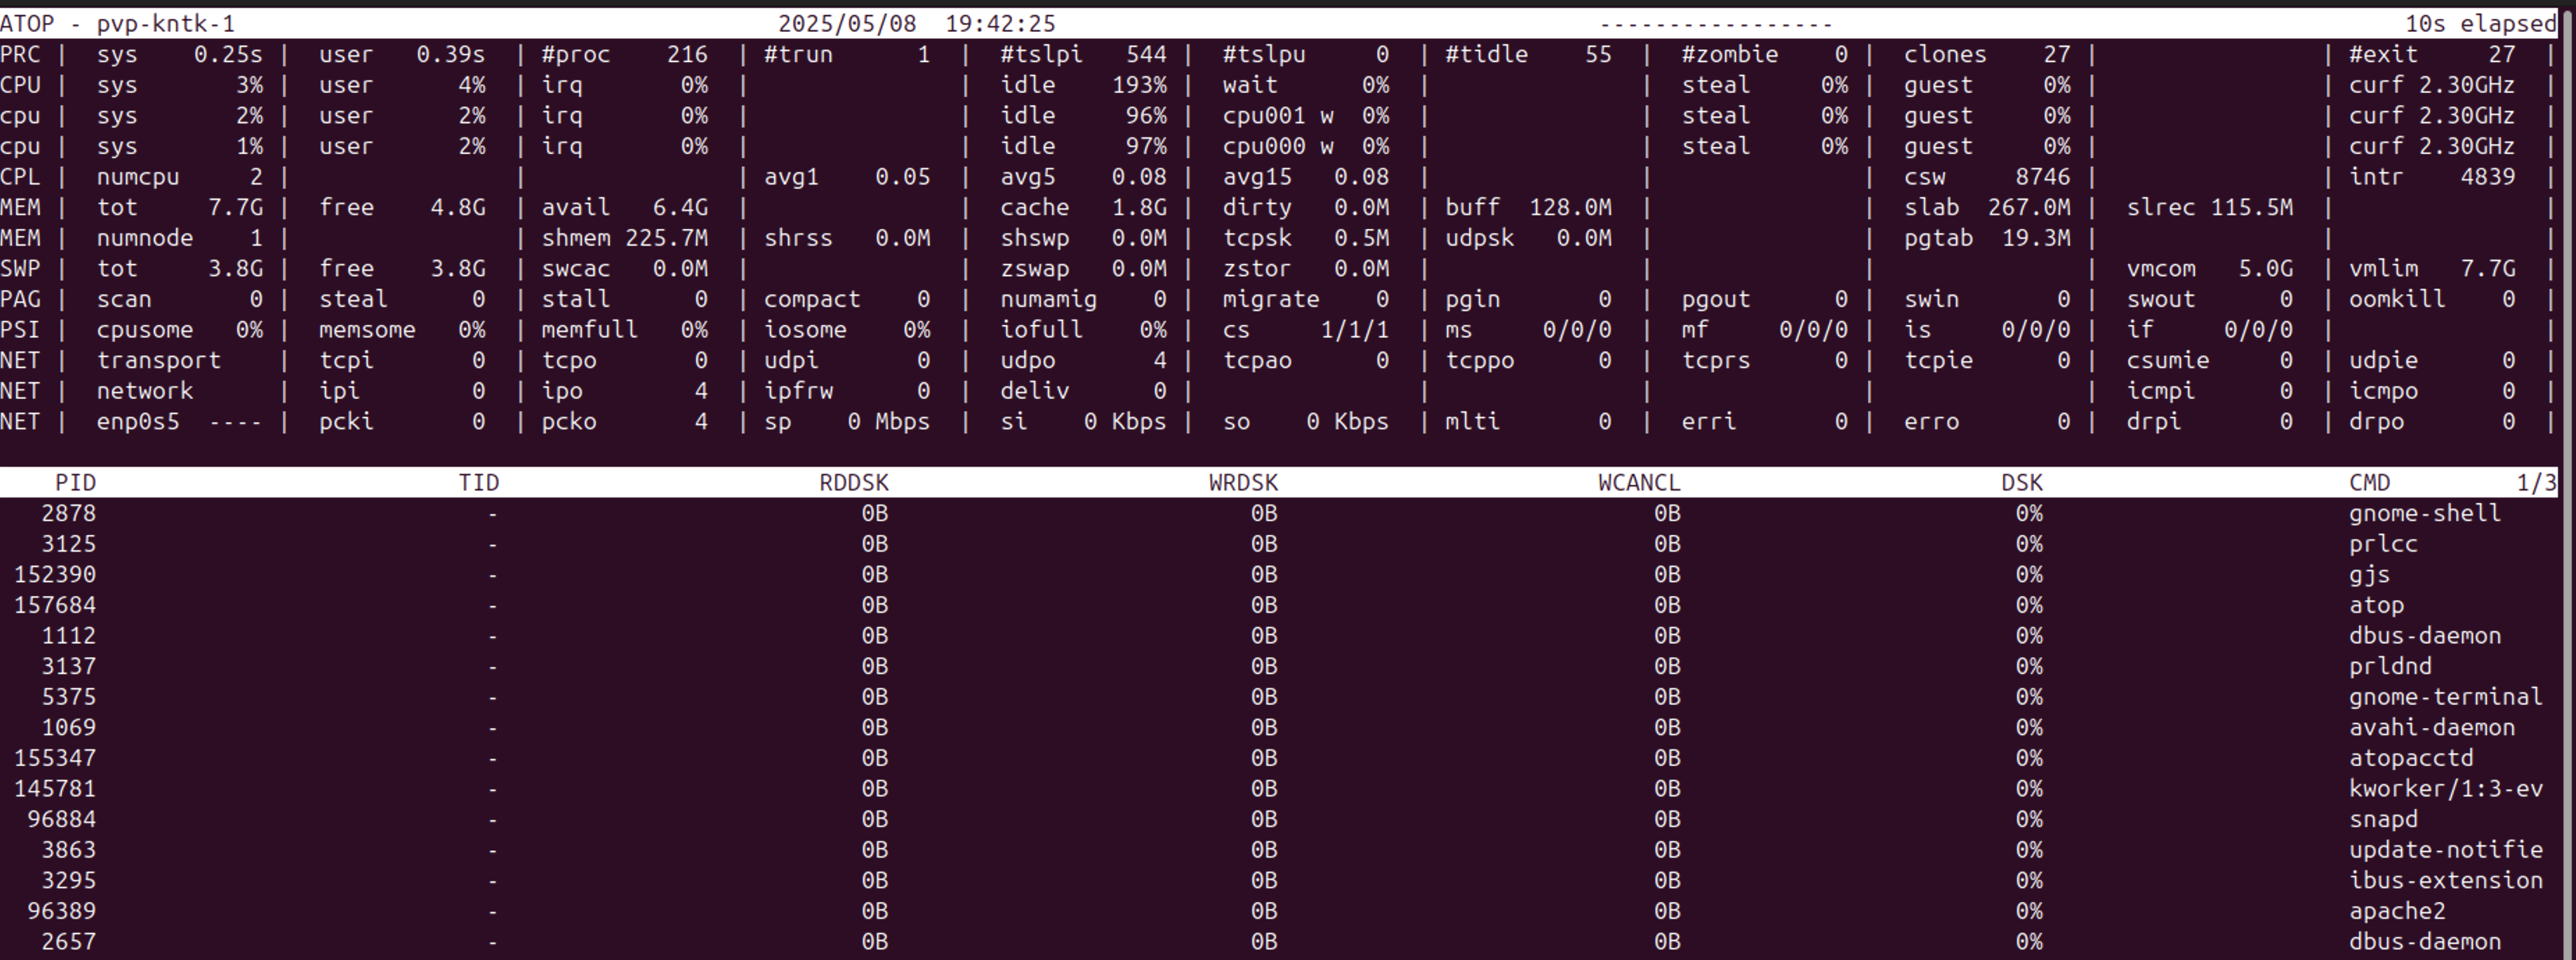 ATOP - pvp-kntk-1 2025/05/08 19:42:25 ----------------- 10s elapsed
PRC | sys 0.25s | user 0.39s | #proc 216 | #trun 1 | #tslpi 544 | #tslpu 0 | #tidle 55 | #zombie 0 | clones 27 | | #exit 27 |
CPU | sys 3% | user 4% | irq 0% | | idle 193% | wait 0% | | steal 0% | guest 0% | | curf 2.30GHz |
cpu | sys 2% | user 2% | irq 0% | | idle 96% | cpu001 w 0% | | steal 0% | guest 0% | | curf 2.30GHz |
cpu | sys 1% | user 2% | irq 0% | | idle 97% | cpu000 w 0% | | steal 0% | guest 0% | | curf 2.30GHz |
CPL | numcpu 2 | | | avg1 0.05 | avg5 0.08 | avg15 0.08 | | | csw 8746 | | intr 4839 |
MEM | tot 7.7G | free 4.8G | avail 6.4G | | cache 1.8G | dirty 0.0M | buff 128.0M | | slab 267.0M | slrec 115.5M | |
MEM | numnode 1 | | shmem 225.7M | shrss 0.0M | shswp 0.0M | tcpsk 0.5M | udpsk 0.0M | | pgtab 19.3M | | |
SWP | tot 3.8G | free 3.8G | swcac 0.0M | | zswap 0.0M | zstor 0.0M | | | | vmcom 5.0G | vmlim 7.7G |
PAG | scan 0 | steal 0 | stall 0 | compact 0 | numamig 0 | migrate 0 | pgin 0 | pgout 0 | swin 0 | swout 0 | oomkill 0 |
PSI | cpusome 0% | memsome 0% | memfull 0% | iosome 0% | iofull 0% | cs 1/1/1 | ms 0/0/0 | mf 0/0/0 | is 0/0/0 | if 0/0/0 | |
NET | transport | tcpi 0 | tcpo 0 | udpi 0 | udpo 4 | tcpao 0 | tcppo 0 | tcprs 0 | tcpie 0 | csumie 0 | udpie 0 |
NET | network | ipi 0 | ipo 4 | ipfrw 0 | deliv 0 | | | | | icmpi 0 | icmpo 0 |
NET | enp0s5 ---- | pcki 0 | pcko 4 | sp 0 Mbps | si 0 Kbps | so 0 Kbps | mlti 0 | erri 0 | erro 0 | drpi 0 | drpo 0 |
PID TID RDDSK WRDSK WCANCL DSK CMD 1/3
2878 - 0B 0B 0B 0% gnome-shell
3125 - 0B 0B 0B 0% prlcc
152390 - 0B 0B 0B 0% gjs
157684 - 0B 0B 0B 0% atop
1112 - 0B 0B 0B 0% dbus-daemon
3137 - 0B 0B 0B 0% prldnd
5375 - 0B 0B 0B 0% gnome-terminal
1069 - 0B 0B 0B 0% avahi-daemon
155347 - 0B 0B 0B 0% atopacctd
145781 - 0B 0B 0B 0% kworker/1:3-ev
96884 - 0B 0B 0B 0% snapd
3863 - 0B 0B 0B 0% update-notifie
3295 - 0B 0B 0B 0% ibus-extension
96389 - 0B 0B 0B 0% apache2
2657 - 0B 0B 0B 0% dbus-daemon